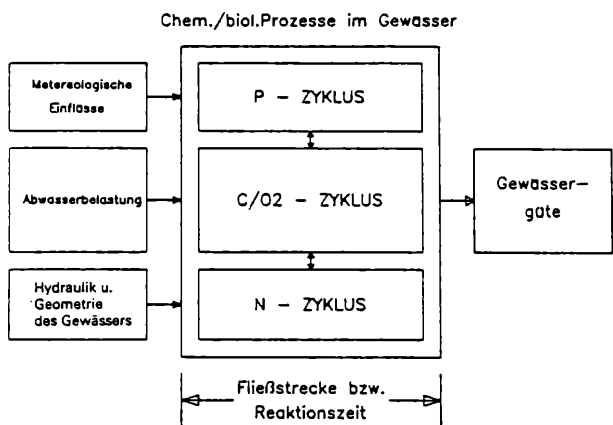 Chem./biol.Prozesse im Gewässer
Metereologische
Einflüsse
Abwasserbelastung
Hydraulik u.
Geometrie
des Gewässers
P - ZYKLUS
C/O2 - ZYKLUS
N - ZYKLUS
Gewässer-
güte
Fließstrecke bzw.
Reaktionszeit